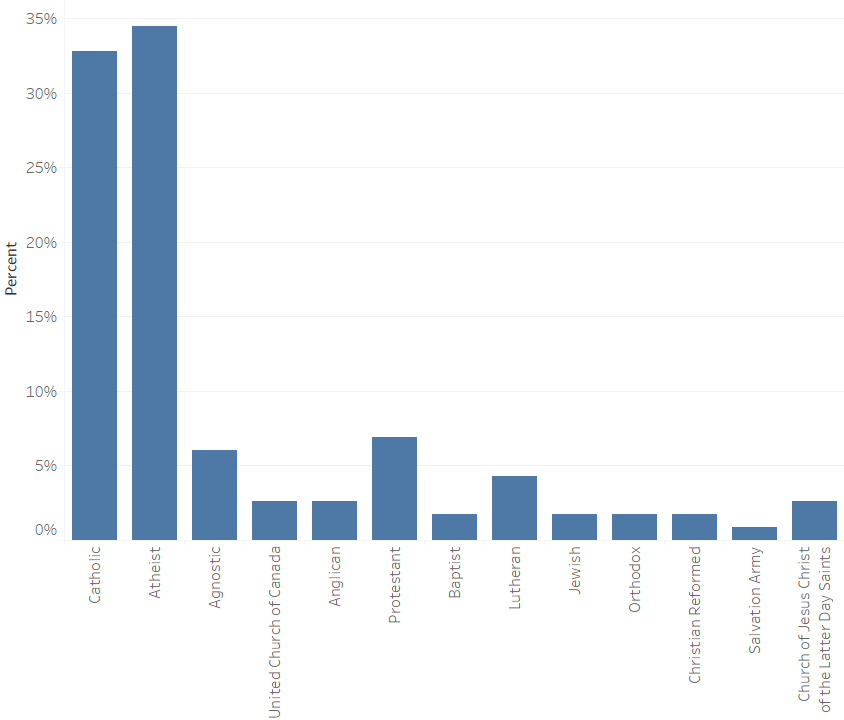 35%
30%
25%
20%
15%
10%
5%
0%
Percent
Catholic
Atheist
Agnostic
United Church of Canada
Anglican
Protestant
Baptist
Lutheran
Jewish
Orthodox
Christian Reformed
Salvation Army
Church of Jesus Christ
of the Latter Day Saints